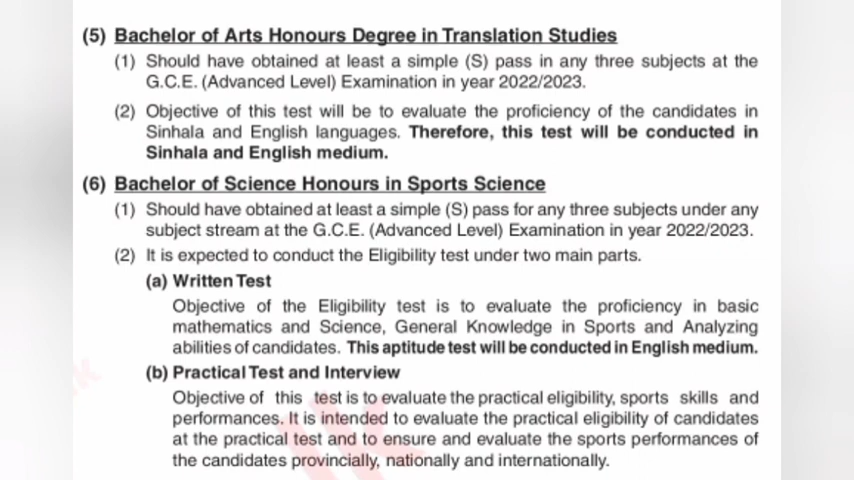 (5) Bachelor of Arts Honours Degree in Translation Studies
(1) Should have obtained at least a simple (S) pass in any three subjects at the
G.C.E. (Advanced Level) Examination in year 2022/2023.
(2) Objective of this test will be to evaluate the proficiency of the candidates in
Sinhala and English languages. Therefore, this test will be conducted in
Sinhala and English medium.
(6) Bachelor of Science Honours in Sports Science
(1) Should have obtained at least a simple (S) pass for any three subjects under any
subject stream at the G.C.E. (Advanced Level) Examination in year 2022/2023.
(2) It is expected to conduct the Eligibility test under two main parts.
(a) Written Test
Objective of the Eligibility test is to evaluate the proficiency in basic
mathematics and Science, General Knowledge in Sports and Analyzing
abilities of candidates. This aptitude test will be conducted in English medium.
(b) Practical Test and Interview
Objective of this test is to evaluate the practical eligibility, sports skills and
performances. It is intended to evaluate the practical eligibility of candidates
at the practical test and to ensure and evaluate the sports performances of
the candidates provincially, nationally and internationally.